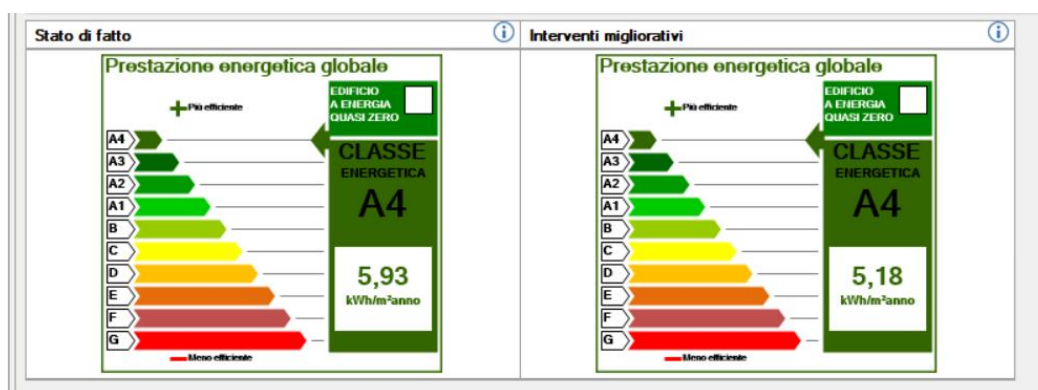 Stato di fatto
Prestazione energetica globale
Più efficiente
EDIFICIO
A ENERGIA
QUASI ZERO
A4
A3
A2
A1
B
C
D
E
F
G
CLASSE
ENERGETICA
A4
5,93
kWh/m²anno
Meno efficiente
Interventi migliorativi
Prestazione energetica globale
Più efficiente
EDIFICIO
A ENERGIA
QUASI ZERO
A4
A3
A2
A1
B
C
D
E
F
G
CLASSE
ENERGETICA
A4
5,18
kWh/m²anno
Meno efficiente